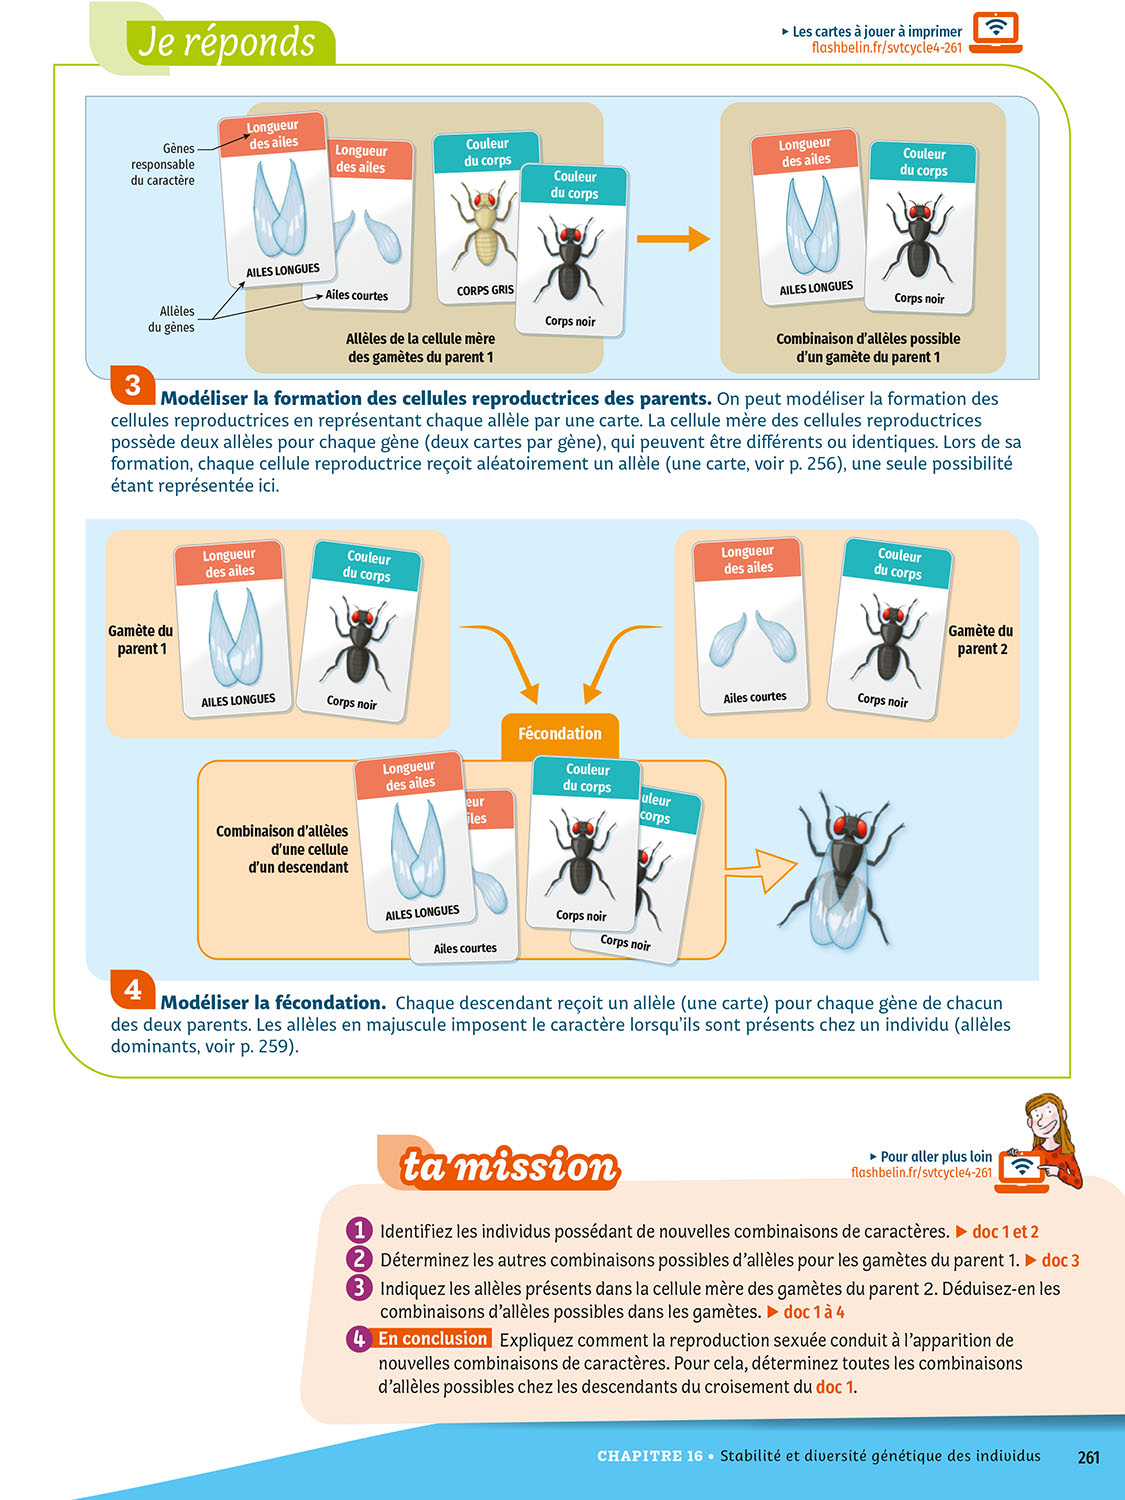 Je réponds
▸ Les cartes à jouer à imprimer
flashbelin.fr/svtcycle4-261
Gènes
responsable
du caractère
Allèles
du gènes
Longueur
des ailes
AILES LONGUES
Longueur
des ailes
Ailes courtes
Couleur
du corps
CORPS GRIS
Couleur
du corps
Corps noir
Allèles de la cellule mère
des gamètes du parent 1
Longueur
des ailes
AILES LONGUES
Couleur
du corps
Corps noir
Combinaison d'allèles possible
d'un gamète du parent 1
3 Modéliser la formation des cellules reproductrices des parents. On peut modéliser la formation des
cellules reproductrices en représentant chaque allèle par une carte. La cellule mère des cellules reproductrices
possède deux allèles pour chaque gène (deux cartes par gène), qui peuvent être différents ou identiques. Lors de sa
formation, chaque cellule reproductrice reçoit aléatoirement un allèle (une carte, voir p. 256), une seule possibilité
étant représentée ici.
Gamète du
parent 1
Longueur
des ailes
AILES LONGUES
Couleur
du corps
Corps noir
Longueur
des ailes
Ailes courtes
Couleur
du corps
Corps noir
Gamète du
parent 2
Fécondation
Combinaison d'allèles
d'une cellule
d'un descendant
Longueur
des ailes
AILES LONGUES
eur
iles
Ailes courtes
Couleur
du corps
Corps noir
uleur
corps
Corps noir
4 Modéliser la fécondation. Chaque descendant reçoit un allèle (une carte) pour chaque gène de chacun
des deux parents. Les allèles en majuscule imposent le caractère lorsqu'ils sont présents chez un individu (allèles
dominants, voir p. 259).
ta mission
▸ Pour aller plus loin
flashbelin.fr/svtcycle4-261
1 Identifiez les individus possédant de nouvelles combinaisons de caractères. ▶ doc 1 et 2
2 Déterminez les autres combinaisons possibles d'allèles pour les gamètes du parent 1. ▶ doc 3
3 Indiquez les allèles présents dans la cellule mère des gamètes du parent 2. Déduisez-en les
combinaisons d'allèles possibles dans les gamètes. ▶ doc 1 à 4
4 En conclusion Expliquez comment la reproduction sexuée conduit à l'apparition de
nouvelles combinaisons de caractères. Pour cela, déterminez toutes les combinaisons
d'allèles possibles chez les descendants du croisement du doc 1.
CHAPITRE 16 • Stabilité et diversité génétique des individus 261